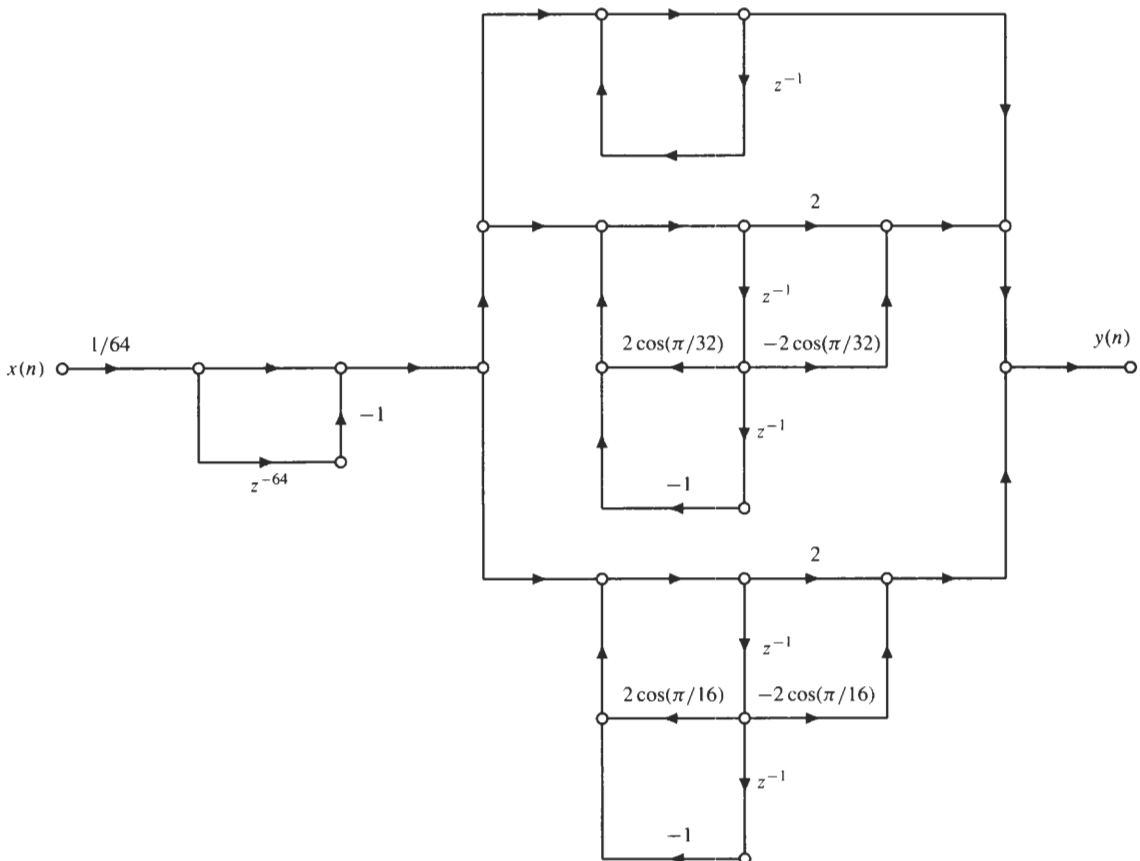 z⁻¹
2
z⁻¹
1/64
2 cos(π/32)
−2 cos(π/32)
y(n)
x(n)
−1
z⁻¹
z⁻⁶⁴
−1
2
z⁻¹
2 cos(π/16)
−2 cos(π/16)
z⁻¹
−1